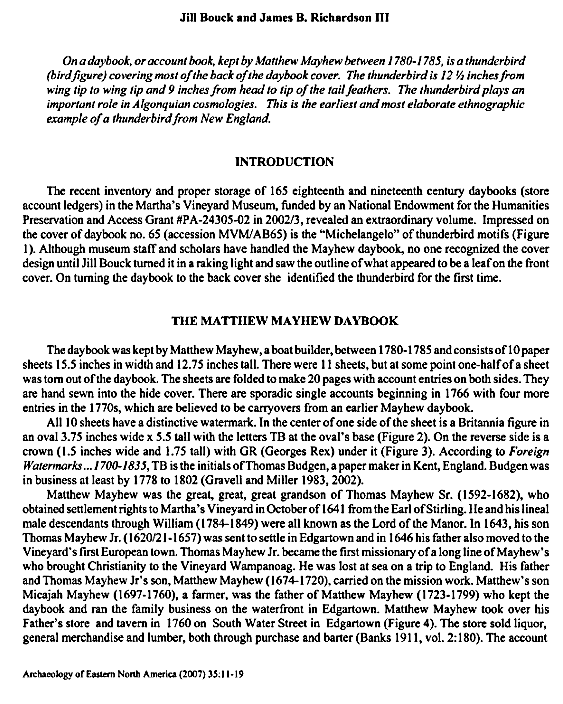 Jill Bouck and James B. Richardson III
On a daybook, or account book, kept by Matthew Mayhew between 1780-1785, is a thunderbird
(bird figure) covering most of the back of the daybook cover. The thunderbird is 12 ½ inches from
wing tip to wing tip and 9 inches from head to tip of the tail feathers. The thunderbird plays an
important role in Algonquian cosmologies. This is the earliest and most elaborate ethnographic
example of a thunderbird from New England.
INTRODUCTION
The recent inventory and proper storage of 165 eighteenth and nineteenth century daybooks (store
account ledgers) in the Martha's Vineyard Museum, funded by an National Endowment for the Humanities
Preservation and Access Grant #PA-24305-02 in 2002/3, revealed an extraordinary volume. Impressed on
the cover of daybook no. 65 (accession MVM/AB65) is the "Michelangelo" of thunderbird motifs (Figure
1). Although museum staff and scholars have handled the Mayhew daybook, no one recognized the cover
design until Jill Bouck turned it in a raking light and saw the outline of what appeared to be a leaf on the front
cover. On turning the daybook to the back cover she identified the thunderbird for the first time.
THE MATTHEW MAYHEW DAYBOOK
The daybook was kept by Matthew Mayhew, a boat builder, between 1780-1785 and consists of 10 paper
sheets 15.5 inches in width and 12.75 inches tall. There were 11 sheets, but at some point one-half of a sheet
was torn out of the daybook. The sheets are folded to make 20 pages with account entries on both sides. They
are hand sewn into the hide cover. There are sporadic single accounts beginning in 1766 with four more
entries in the 1770s, which are believed to be carryovers from an earlier Mayhew daybook.
All 10 sheets have a distinctive watermark. In the center of one side of the sheet is a Britannia figure in
an oval 3.75 inches wide x 5.5 tall with the letters TB at the oval's base (Figure 2). On the reverse side is a
crown (1.5 inches wide and 1.75 tall) with GR (Georges Rex) under it (Figure 3). According to Foreign
Watermarks...1700-1835, TB is the initials of Thomas Budgen, a paper maker in Kent, England. Budgen was
in business at least by 1778 to 1802 (Gravell and Miller 1983, 2002).
Matthew Mayhew was the great, great, great grandson of Thomas Mayhew Sr. (1592-1682), who
obtained settlement rights to Martha's Vineyard in October of 1641 from the Earl of Stirling. He and his lineal
male descendants through William (1784-1849) were all known as the Lord of the Manor. In 1643, his son
Thomas Mayhew Jr. (1620/21-1657) was sent to settle in Edgartown and in 1646 his father also moved to the
Vineyard's first European town. Thomas Mayhew Jr. became the first missionary of a long line of Mayhew's
who brought Christianity to the Vineyard Wampanoag. He was lost at sea on a trip to England. His father
and Thomas Mayhew Jr's son, Matthew Mayhew (1674-1720), carried on the mission work. Matthew's son
Micajah Mayhew (1697-1760), a farmer, was the father of Matthew Mayhew (1723-1799) who kept the
daybook and ran the family business on the waterfront in Edgartown. Matthew Mayhew took over his
Father's store and tavern in 1760 on South Water Street in Edgartown (Figure 4). The store sold liquor,
general merchandise and lumber, both through purchase and barter (Banks 1911, vol. 2:180). The account
Archaeology of Eastern North America (2007) 35:11-19